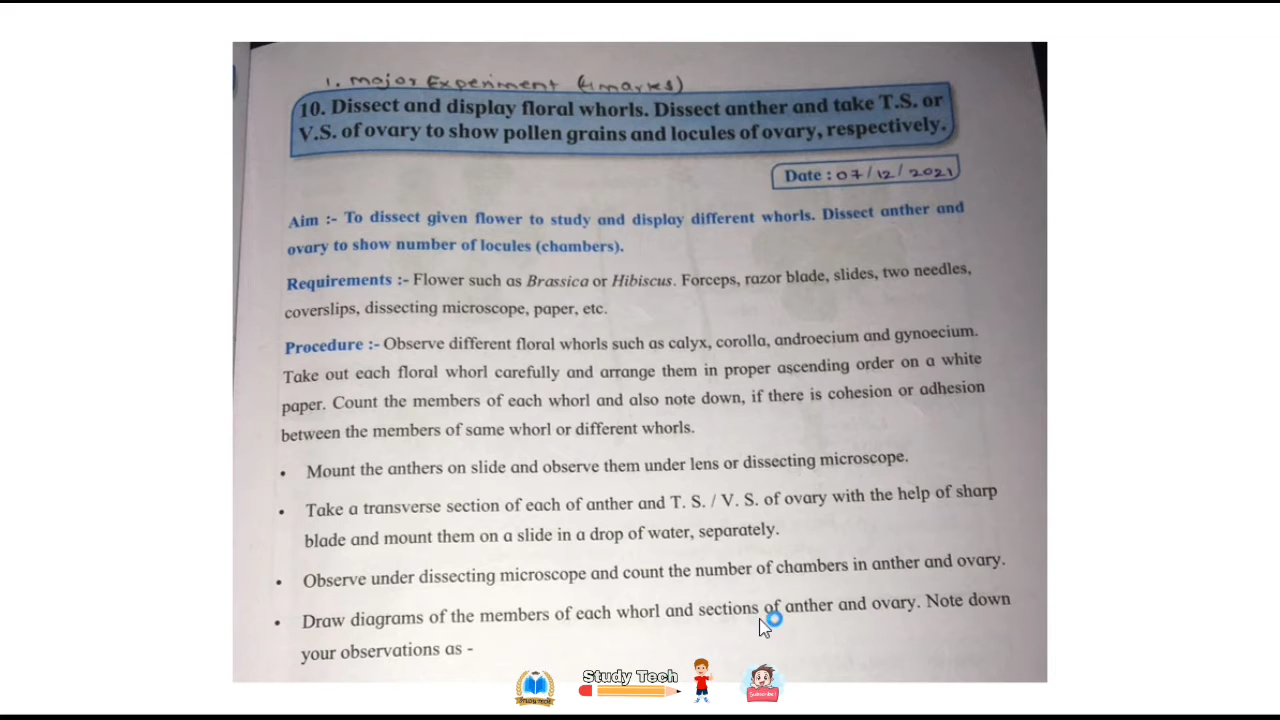 1. Major Experiment (4 marks)
10. Dissect and display floral whorls. Dissect anther and take T.S. or
V.S. of ovary to show pollen grains and locules of ovary, respectively.
Date : 07/12/2021
Aim :- To dissect given flower to study and display different whorls. Dissect anther and
ovary to show number of locules (chambers).
Requirements :- Flower such as Brassica or Hibiscus. Forceps, razor blade, slides, two needles,
coverslips, dissecting microscope, paper, etc.
Procedure :- Observe different floral whorls such as calyx, corolla, androecium and gynoecium.
Take out each floral whorl carefully and arrange them in proper ascending order on a white
paper. Count the members of each whorl and also note down, if there is cohesion or adhesion
between the members of same whorl or different whorls.
• Mount the anthers on slide and observe them under lens or dissecting microscope.
• Take a transverse section of each of anther and T. S. / V. S. of ovary with the help of sharp
blade and mount them on a slide in a drop of water, separately.
• Observe under dissecting microscope and count the number of chambers in anther and ovary.
• Draw diagrams of the members of each whorl and sections of anther and ovary. Note down
your observations as -
Study Tech
Subscribe